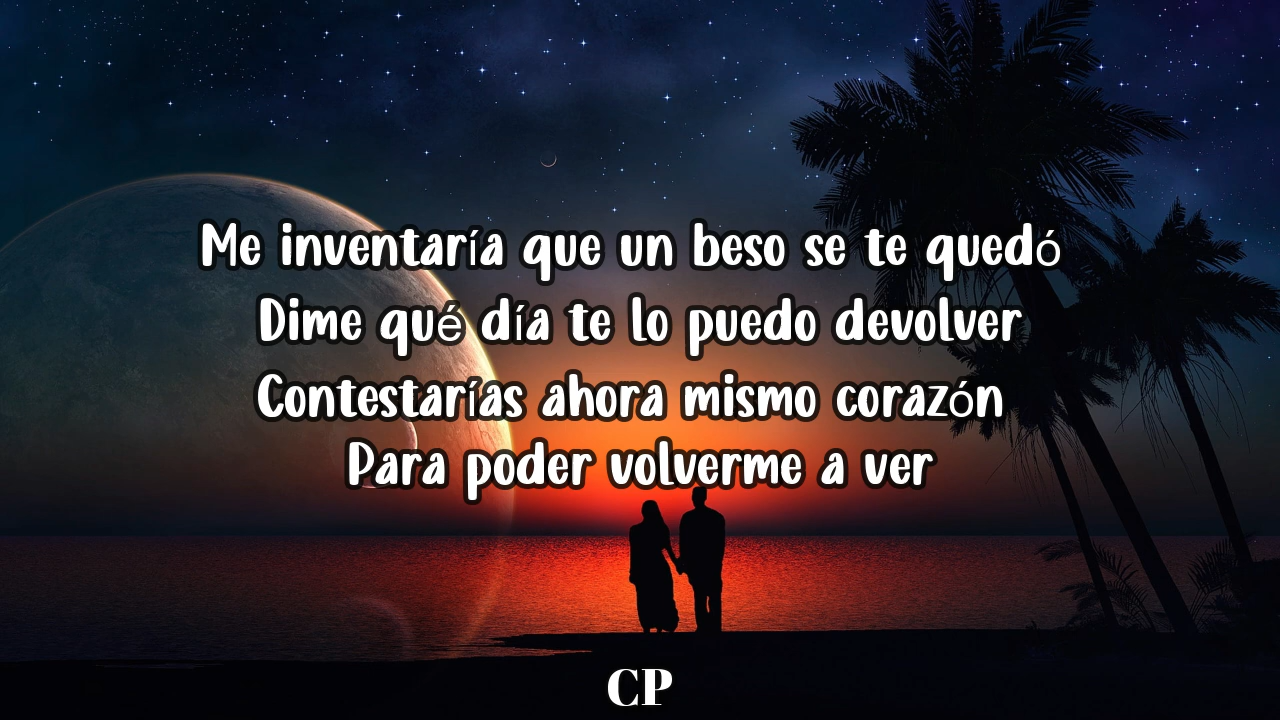 Me inventaría que un beso se te quedó
Dime qué día te lo puedo devolver
Contestarías ahora mismo corazón
Para poder volverme a ver
CP